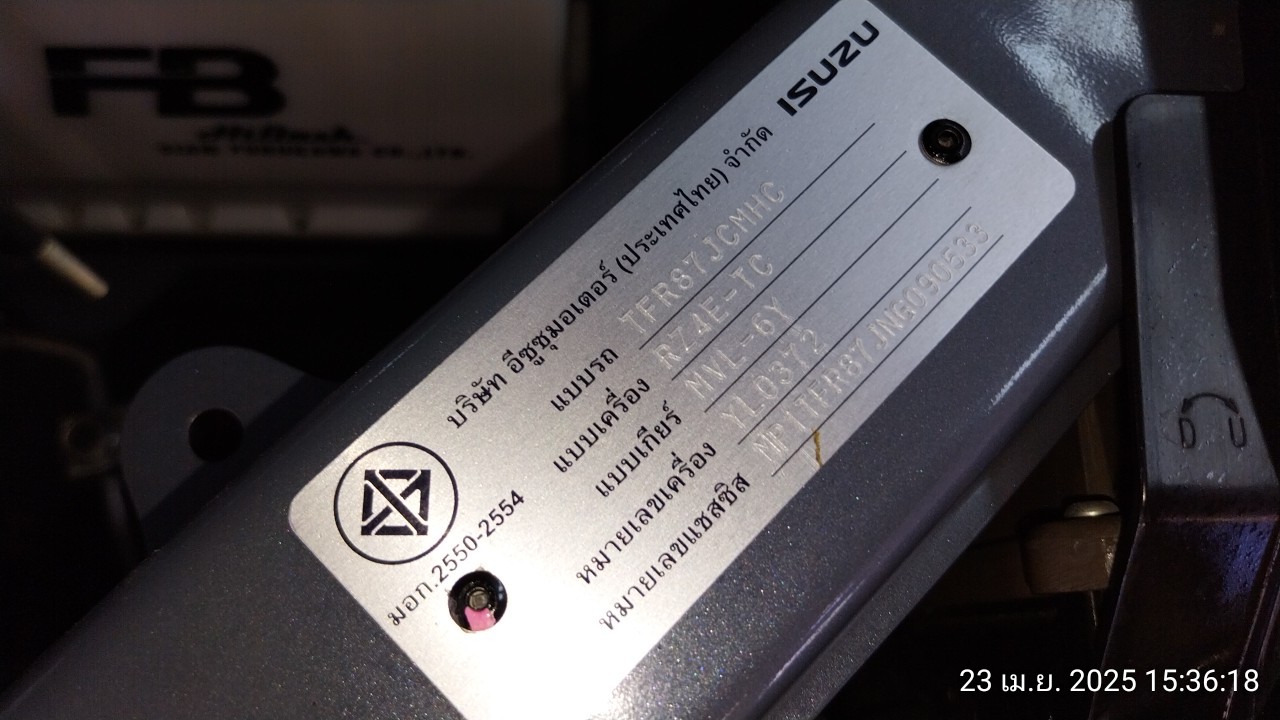 FB
ISUZU
บริษัท อีซูซุมอเตอร์ (ประเทศไทย) จำกัด
แบบรถ TFR87JCMHC
แบบเครื่อง RZ4E-TC
แบบเกียร์ MVL-6Y
หมายเลขเครื่อง YL0372
หมายเลขแชสซิส MP1TFR87JNG090533
มอก.2550-2554
D U
23 เม.ย. 2025 15:36:18